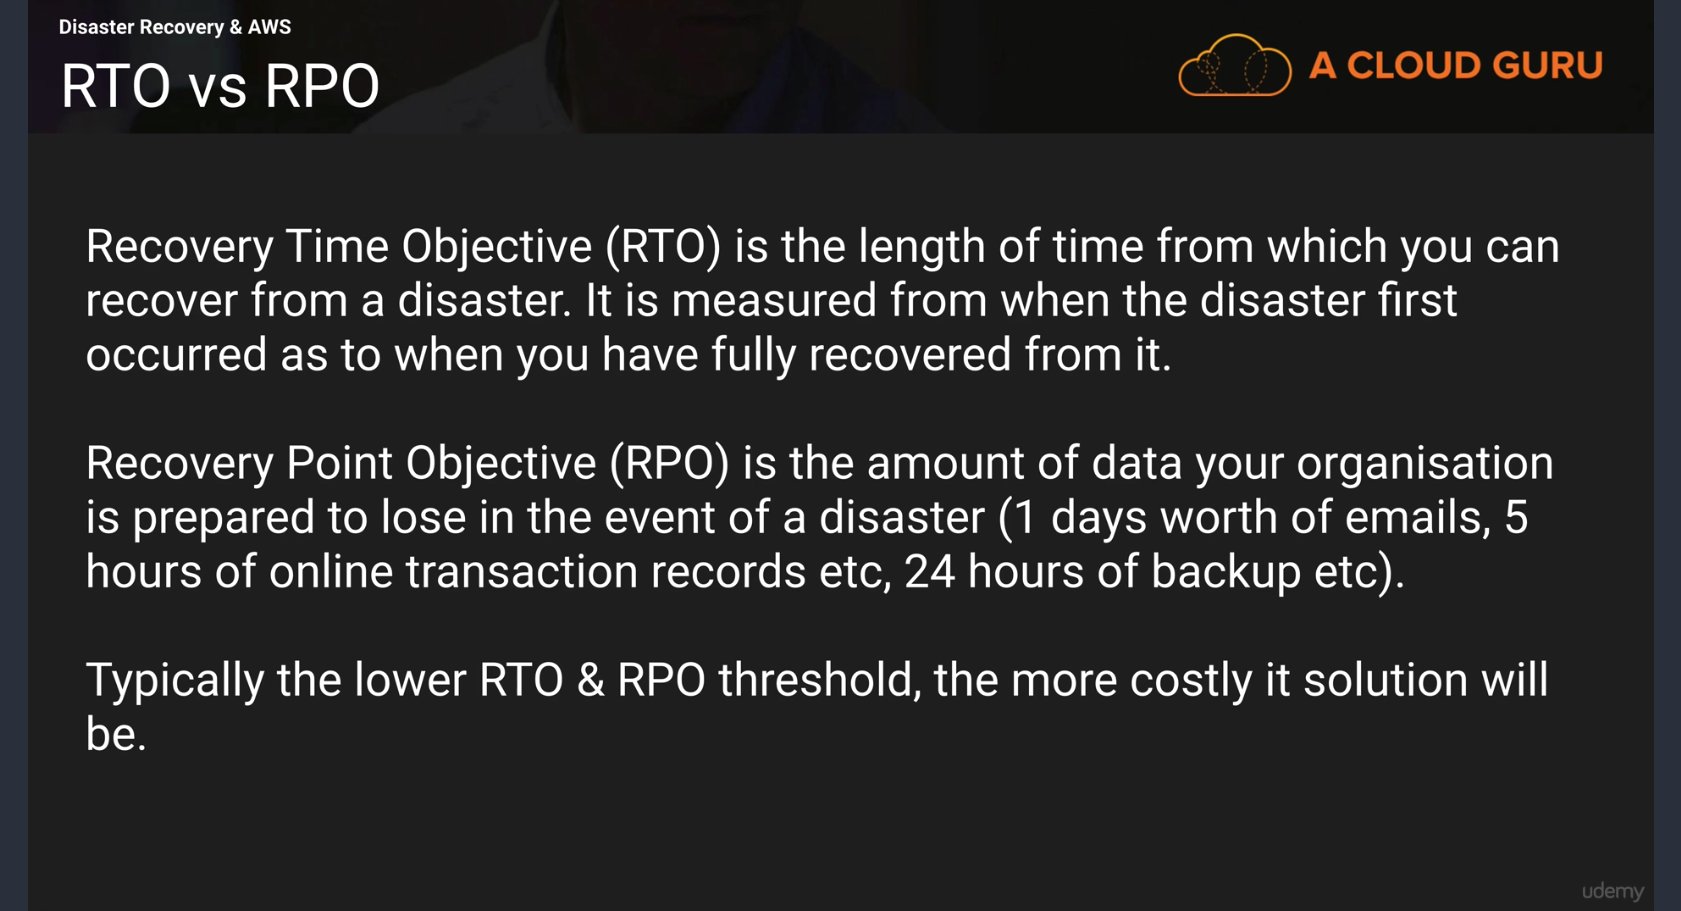 Disaster Recovery & AWS
RTO vs RPO
A CLOUD GURU
Recovery Time Objective (RTO) is the length of time from which you can
recover from a disaster. It is measured from when the disaster first
occurred as to when you have fully recovered from it.
Recovery Point Objective (RPO) is the amount of data your organisation
is prepared to lose in the event of a disaster (1 days worth of emails, 5
hours of online transaction records etc, 24 hours of backup etc).
Typically the lower RTO & RPO threshold, the more costly it solution will
be.
udemy